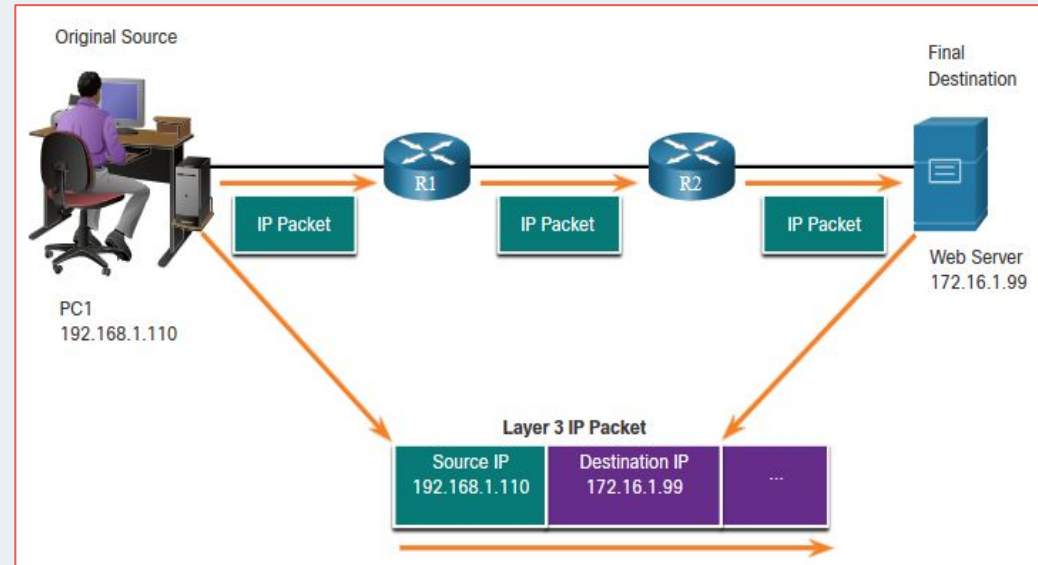 Original Source
Final
Destination
R1
R2
IP Packet
IP Packet
IP Packet
Web Server
172.16.1.99
PC1
192.168.1.110
Layer 3 IP Packet
Source IP
192.168.1.110
Destination IP
172.16.1.99
...